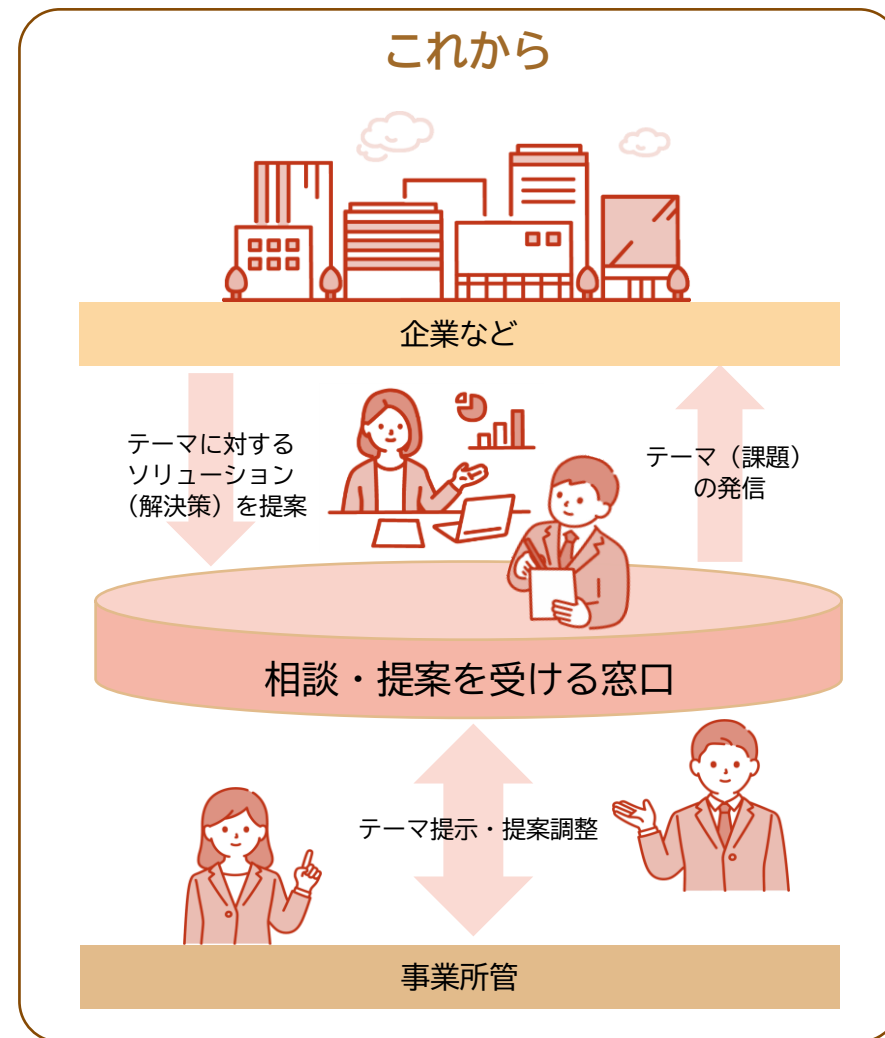 これから
企業など
テーマに対する
ソリューション
（解決策）を提案
テーマ（課題）
の発信
相談・提案を受ける窓口
テーマ提示・提案調整
事業所管